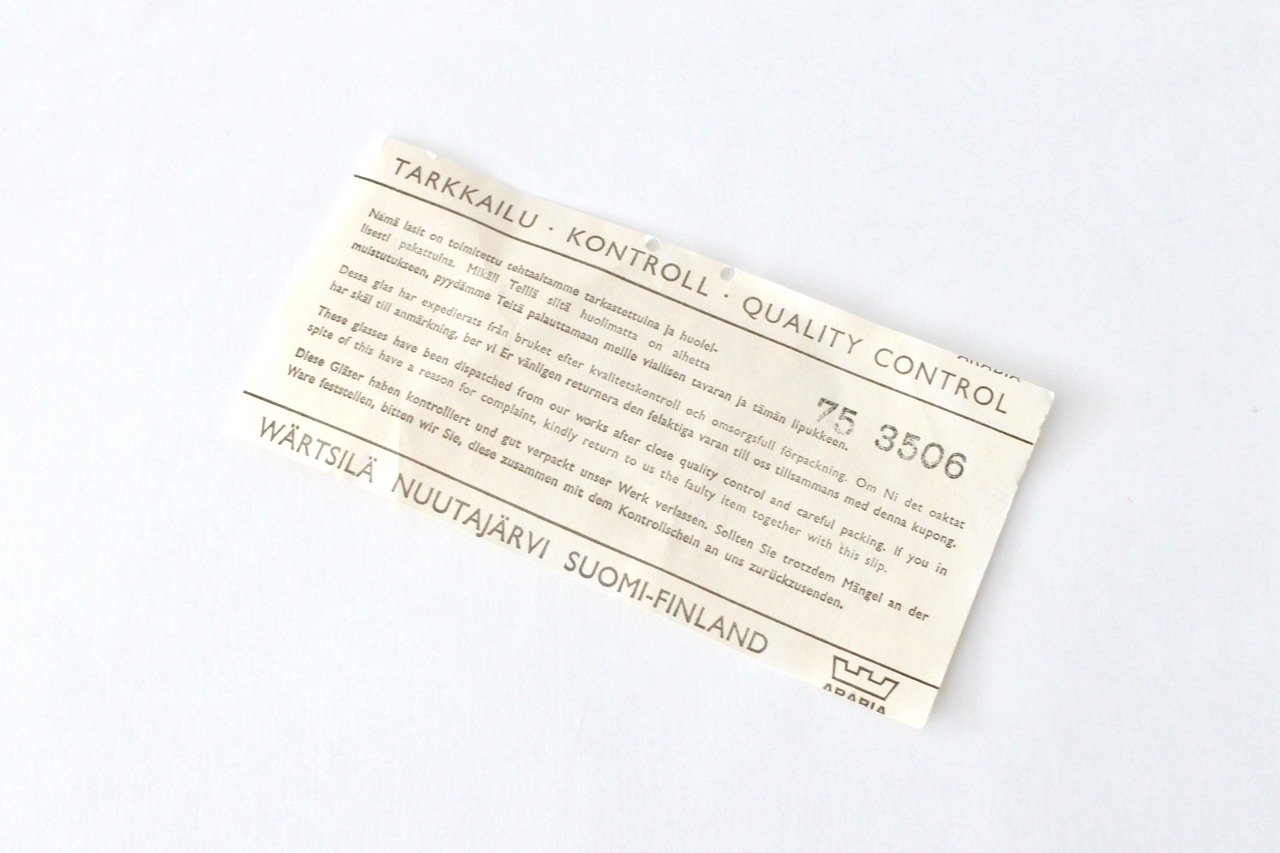 TARKKAILU · KONTROLL · QUALITY CONTROL
Nämä lasit on toimitettu tehtaaltamme tarkastettuina ja huolel-
lisesti pakattuina. Mikäli Teillä siitä huolimatta on aihetta
muistutukseen, pyydämme Teitä palauttamaan meille viallisen tavaran ja tämän lipukkeen.
75 3506
Dessa glas har expedierats från bruket efter kvalitetskontroll och omsorgsfull förpackning. Om Ni det oaktat
har skäl till anmärkning, ber vi Er vänligen returnera den felaktiga varan till oss tillsammans med denna kupong.
These glasses have been dispatched from our works after close quality control and careful packing. If you in
spite of this have a reason for complaint, kindly return to us the faulty item together with this slip.
Diese Gläser haben kontrolliert und gut verpackt unser Werk verlassen. Sollten Sie trotzdem Mängel an der
Ware feststellen, bitten wir Sie, diese zusammen mit dem Kontrollschein an uns zurückzusenden.
WÄRTSILÄ NUUTAJÄRVI SUOMI-FINLAND
ARABIA